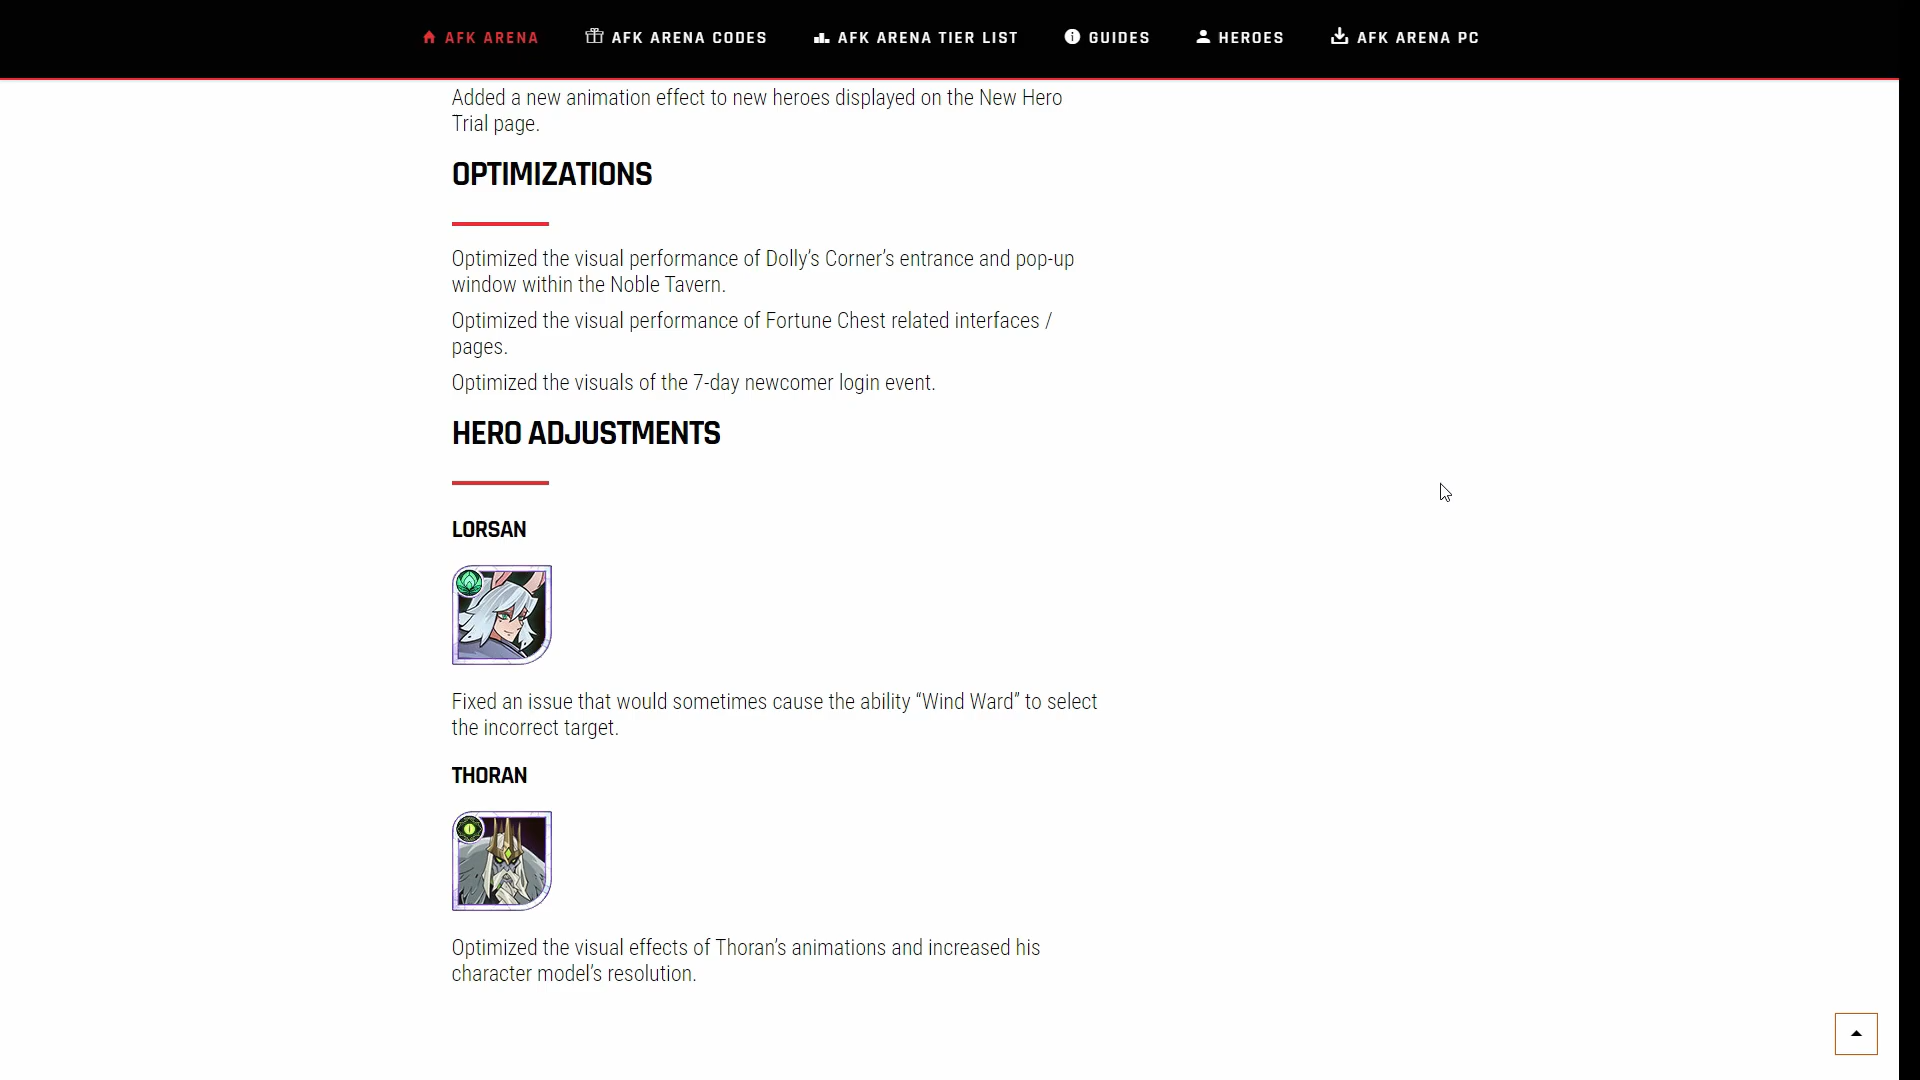 AFK ARENA AFK ARENA CODES AFK ARENA TIER LIST GUIDES HEROES AFK ARENA PC
Added a new animation effect to new heroes displayed on the New Hero
Trial page.
OPTIMIZATIONS
Optimized the visual performance of Dolly’s Corner’s entrance and pop-up
window within the Noble Tavern.
Optimized the visual performance of Fortune Chest related interfaces /
pages.
Optimized the visuals of the 7-day newcomer login event.
HERO ADJUSTMENTS
LORSAN
Fixed an issue that would sometimes cause the ability “Wind Ward” to select
the incorrect target.
THORAN
Optimized the visual effects of Thoran’s animations and increased his
character model’s resolution.